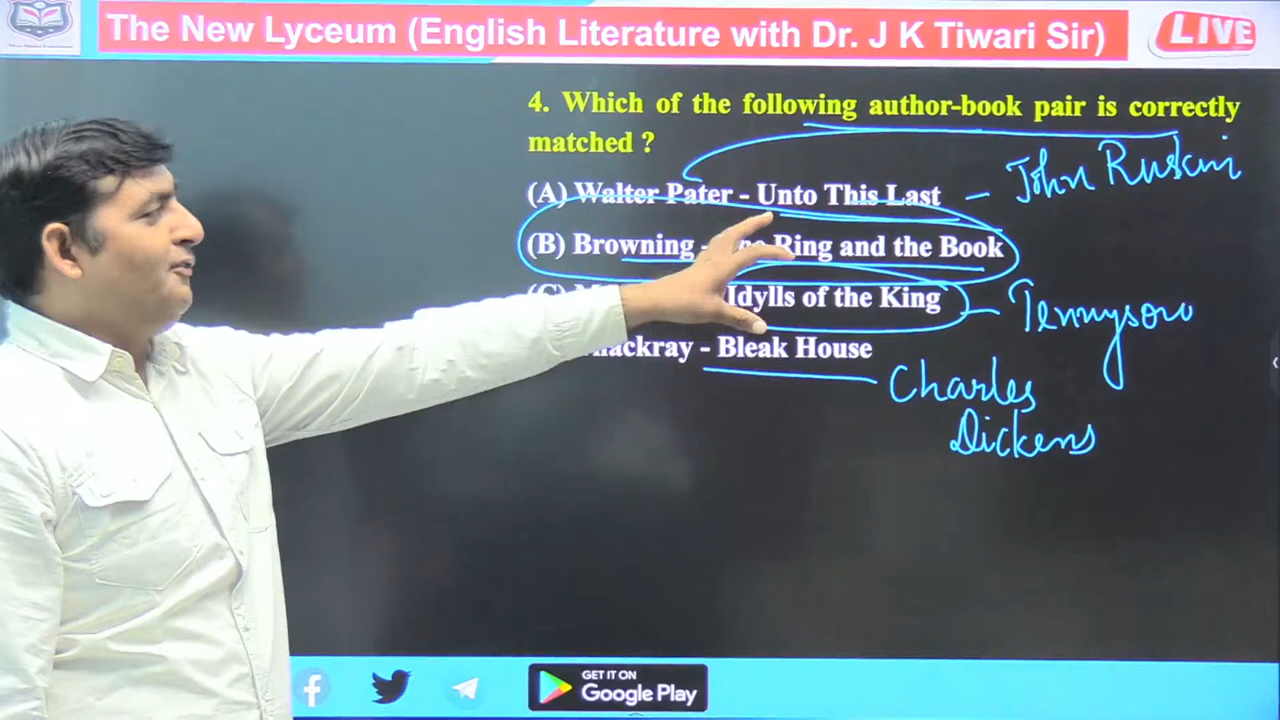 The New Lyceum (English Literature with Dr. J K Tiwari Sir)
LIVE
4. Which of the following author-book pair is correctly
matched ?
(A) Walter Pater - Unto This Last - John Ruskin
(B) Browning - Ring and the Book
Idylls of the King - Tennyson
- Bleak House
Charles
Dickens
GET IT ON
Google Play